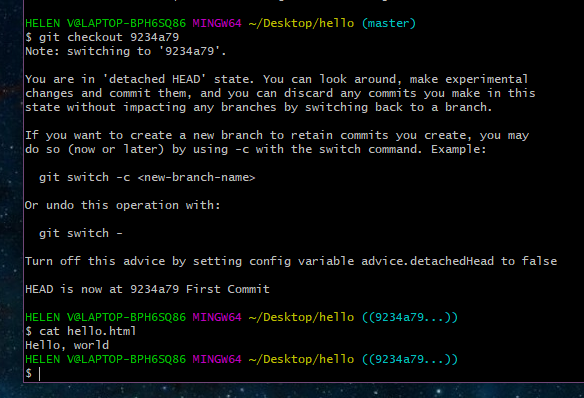 HELEN V@LAPTOP-BPH6SQ86 MINGW64 ~/Desktop/hello (master)
$ git checkout 9234a79
Note: switching to '9234a79'.
You are in 'detached HEAD' state. You can look around, make experimental
changes and commit them, and you can discard any commits you make in this
state without impacting any branches by switching back to a branch.
If you want to create a new branch to retain commits you create, you may
do so (now or later) by using -c with the switch command. Example:
git switch -c <new-branch-name>
Or undo this operation with:
git switch -
Turn off this advice by setting config variable advice.detachedHead to false
HEAD is now at 9234a79 First Commit
HELEN V@LAPTOP-BPH6SQ86 MINGW64 ~/Desktop/hello ((9234a79...))
$ cat hello.html
Hello, world
HELEN V@LAPTOP-BPH6SQ86 MINGW64 ~/Desktop/hello ((9234a79...))
$